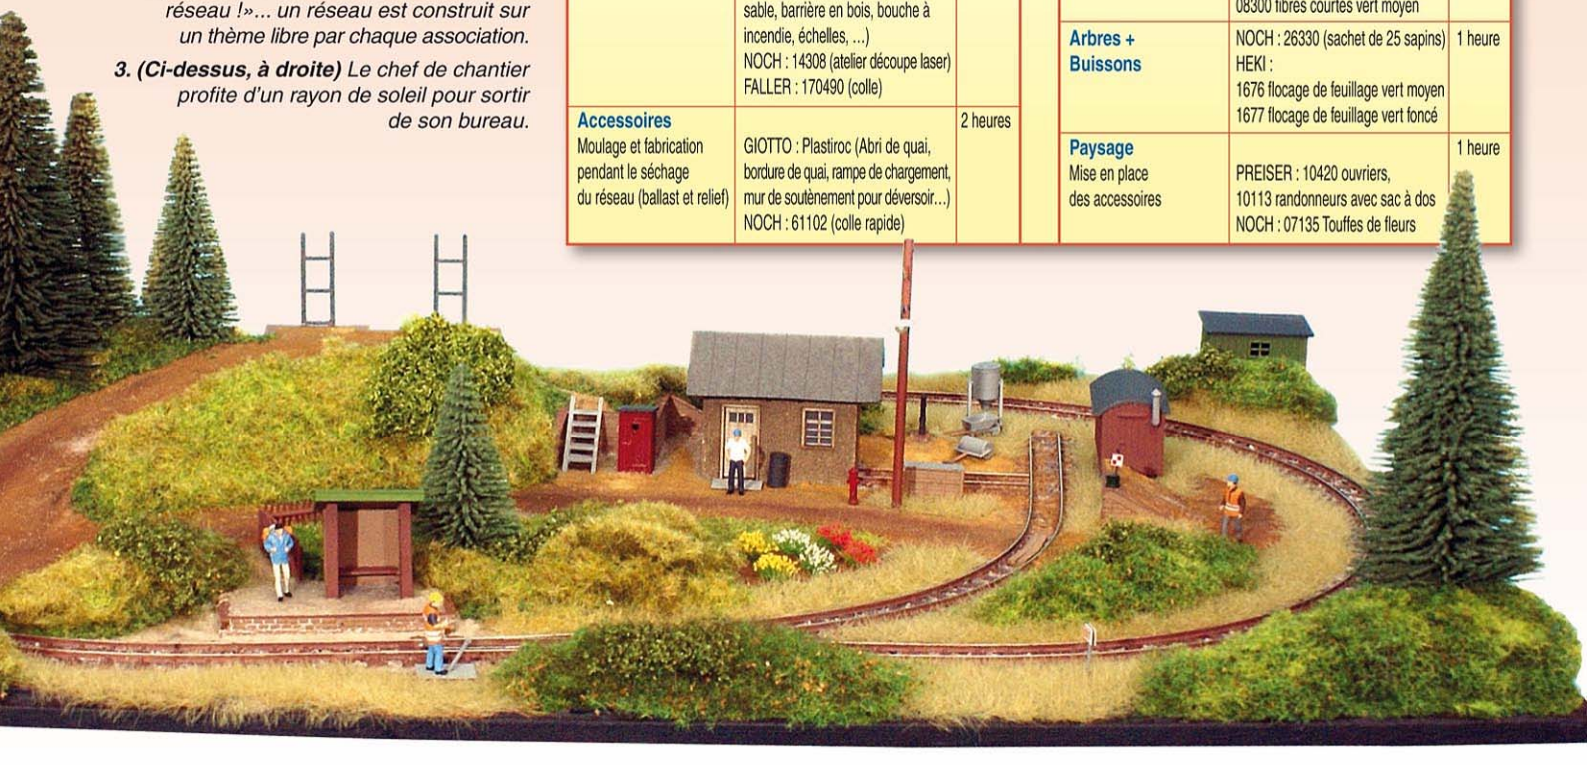 réseau !»... un réseau est construit sur
un thème libre par chaque association.
3. (Ci-dessus, à droite) Le chef de chantier
profite d'un rayon de soleil pour sortir
de son bureau.
sable, barrière en bois, bouche à
incendie, échelles, ...)
NOCH : 14308 (atelier découpe laser)
FALLER : 170490 (colle)
Accessoires
Moulage et fabrication
pendant le séchage
du réseau (ballast et relief)
GIOTTO : Plastiroc (Abri de quai,
bordure de quai, rampe de chargement,
mur de soutènement pour déversoir...)
NOCH : 61102 (colle rapide)
2 heures
08300 fibres courtes vert moyen
Arbres +
Buissons
NOCH : 26330 (sachet de 25 sapins)
HEKI :
1676 flocage de feuillage vert moyen
1677 flocage de feuillage vert foncé
1 heure
Paysage
Mise en place
des accessoires
PREISER : 10420 ouvriers,
10113 randonneurs avec sac à dos
NOCH : 07135 Touffes de fleurs
1 heure